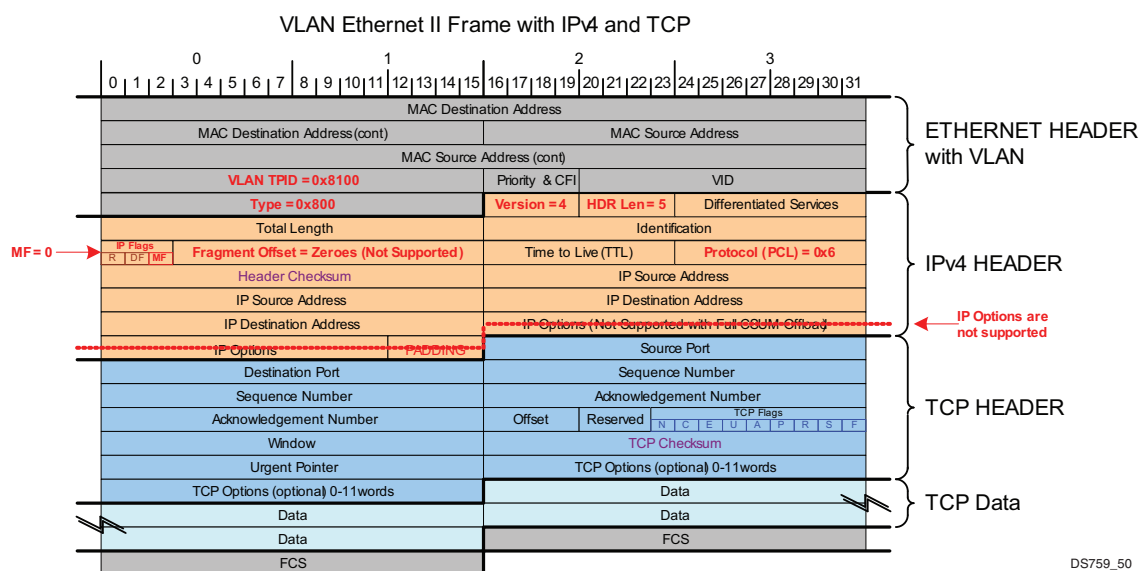 VLAN Ethernet II Frame with IPv4 and TCP
0 1 2 3
0 1 2 3 4 5 6 7 8 9 10 11 12 13 14 15 16 17 18 19 20 21 22 23 24 25 26 27 28 29 30 31
MAC Destination Address
MAC Destination Address (cont) MAC Source Address
MAC Source Address (cont)
VLAN TPID = 0x8100 Priority & CFI VID
ETHERNET HEADER
with VLAN
Type = 0x800 Version = 4 HDR Len = 5 Differentiated Services
Total Length Identification
MF = 0
IP Flags
R DF MF
Fragment Offset = Zeroes (Not Supported) Time to Live (TTL) Protocol (PCL) = 0x6
Header Checksum IP Source Address
IP Source Address IP Destination Address
IP Destination Address IP Options (Not Supported with Full CSUM Offload)
IPv4 HEADER
IP Options are
not supported
IP Options PADDING Source Port
Destination Port Sequence Number
Sequence Number Acknowledgement Number
Acknowledgement Number Offset Reserved
TCP Flags
N C E U A P R S F
Window TCP Checksum
Urgent Pointer TCP Options (optional) 0-11words
TCP HEADER
TCP Options (optional) 0-11words Data
Data Data
Data FCS
TCP Data
FCS
DS759_50